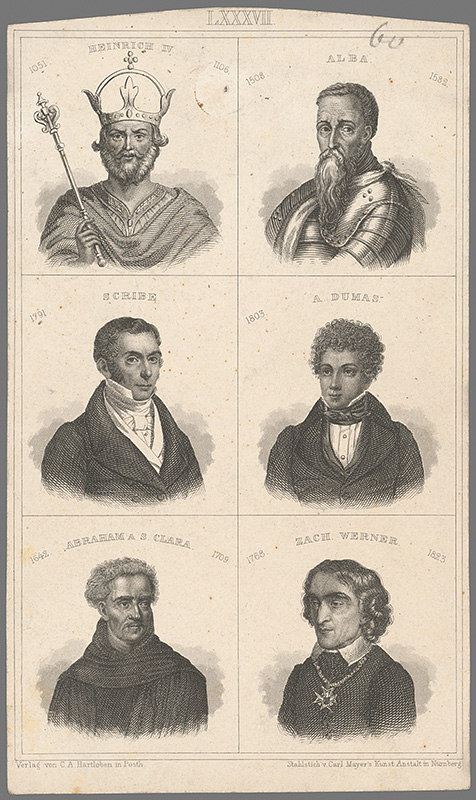 LXXXVII
60
HEINRICH IV.
1051 1106
ALBA
1508 1582
SCRIBE
1791
A. DUMAS
1803
ABRAHAM A S. CLARA
1642 1709
ZACH. WERNER
1768 1823
Verlag von C. A. Hartleben in Pesth.
Stahlstich v. Carl Mayer's Kunst-Anstalt in Nürnberg.